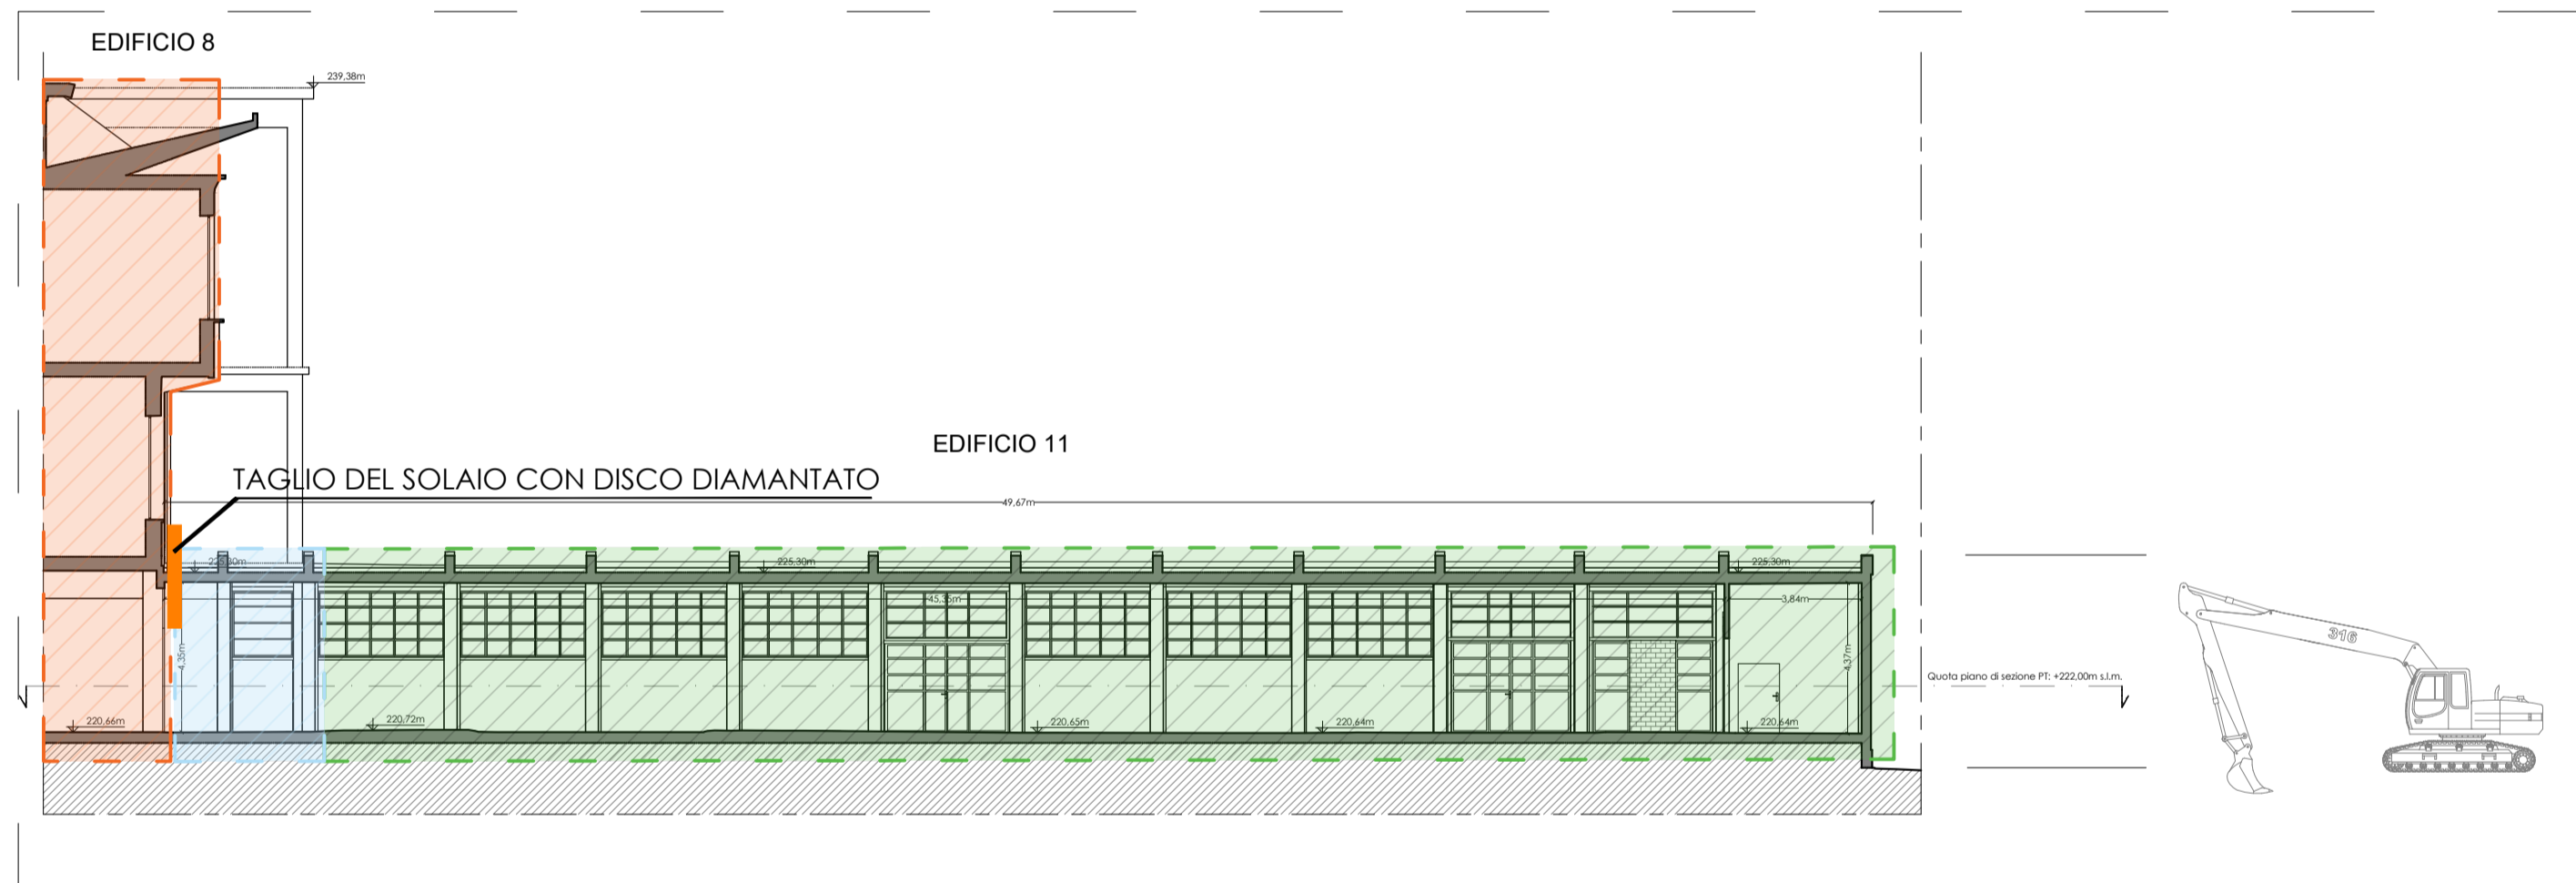 EDIFICIO 8
239,38m
EDIFICIO 11
TAGLIO DEL SOLAIO CON DISCO DIAMANTATO
49,67m
225,30m
225,30m
225,30m
45,35m
3,84m
4,35m
4,37m
316
Quota piano di sezione PT: +222,00m s.l.m.
220,66m
220,72m
220,65m
220,64m
220,64m